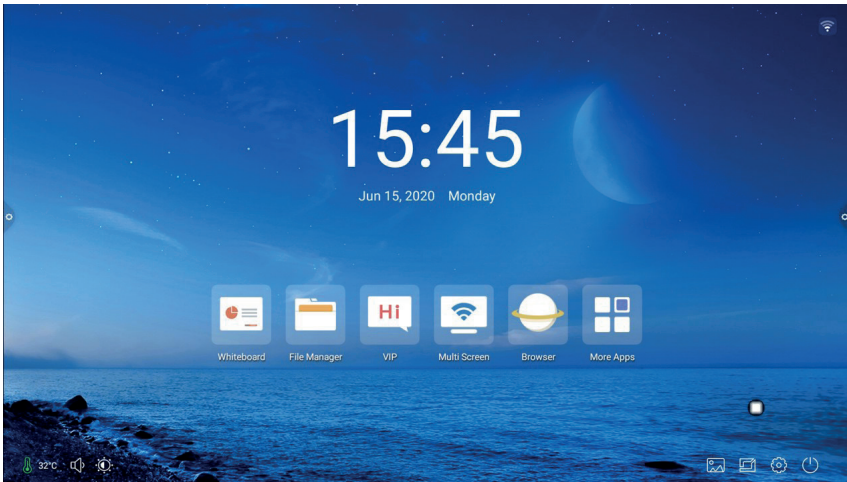 15:45
Jun 15, 2020 Monday
Hi
Whiteboard File Manager VIP Multi Screen Browser More Apps
32°C